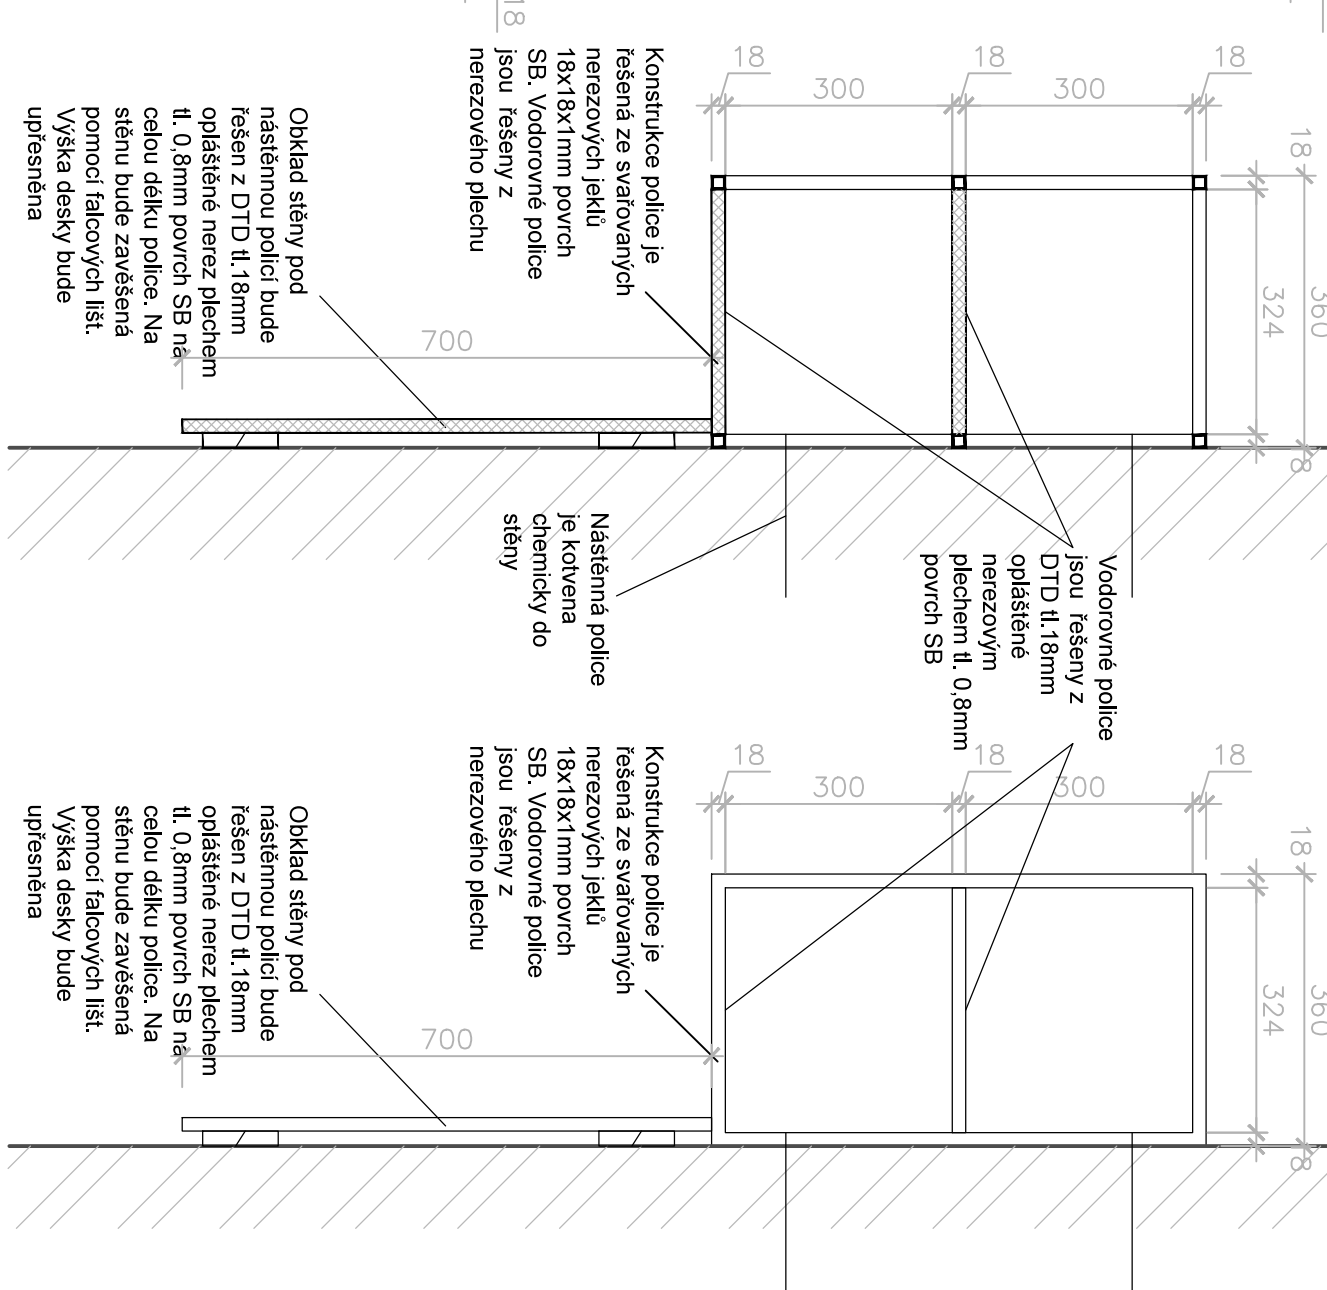 18
18
300
18
300
18
18
324
360
18
Konstrukce police je
řešená ze svařovaných
nerezových jeklů
18x18x1mm povrch
SB. Vodorovné police
jsou řešeny z
nerezového plechu
Obklad stěny pod
nástěnnou policí bude
řešen z DTD tl.18mm
opláštěné nerez plechem
tl. 0,8mm povrch SB na
celou délku police. Na
stěnu bude zavěšená
pomocí falcových lišt.
Výška desky bude
upřesněna
700
Nástěnná police
je kotvena
chemicky do
stěny
Vodorovné police
jsou řešeny z
DTD tl.18mm
opláštěné
nerezovým
plechem tl. 0,8mm
povrch SB
18
300
18
300
18
18
324
360
18
Konstrukce police je
řešená ze svařovaných
nerezových jeklů
18x18x1mm povrch
SB. Vodorovné police
jsou řešeny z
nerezového plechu
Obklad stěny pod
nástěnnou policí bude
řešen z DTD tl.18mm
opláštěné nerez plechem
tl. 0,8mm povrch SB na
celou délku police. Na
stěnu bude zavěšená
pomocí falcových lišt.
Výška desky bude
upřesněna
700